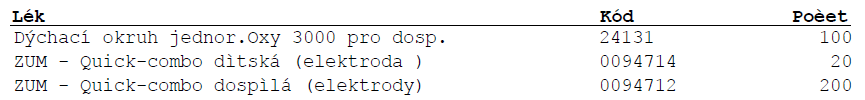 Lék Kód Poèet
Dýchací okruh jednor.Oxy 3000 pro dosp. 24131 100
ZUM - Quick-combo dìtská (elektroda ) 0094714 20
ZUM - Quick-combo dospìlá (elektrody) 0094712 200